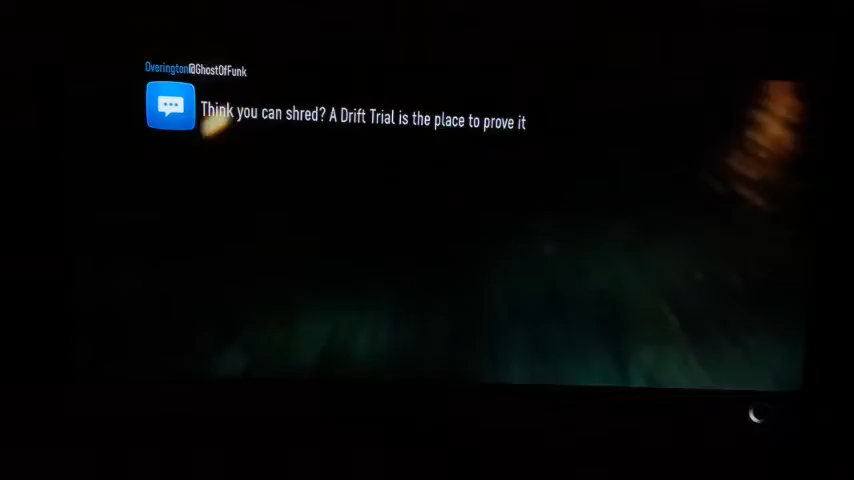 Overington@GhostOfFunk
Think you can shred? A Drift Trial is the place to prove it